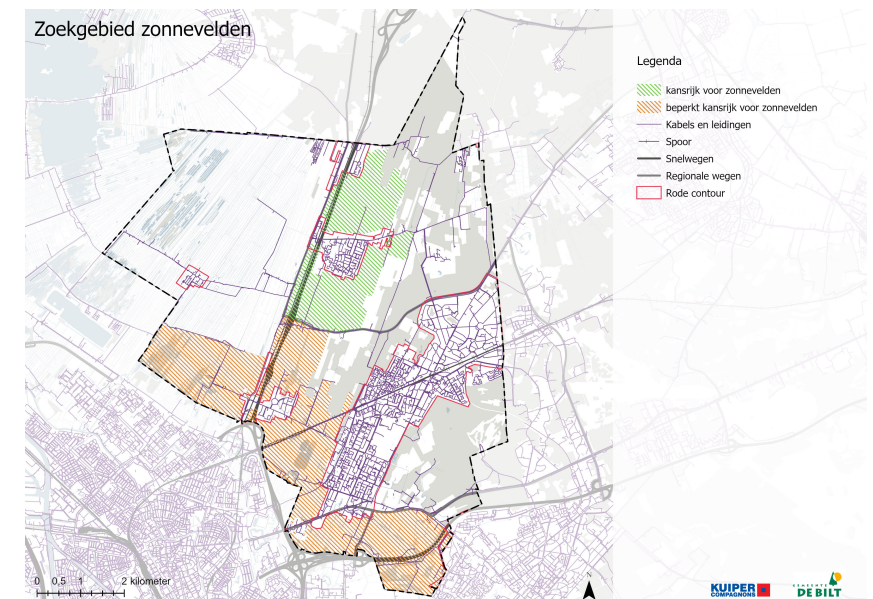 Zoekgebied zonnevelden
Legenda
kansrijk voor zonnevelden
beperkt kansrijk voor zonnevelden
Kabels en leidingen
Spoor
Snelwegen
Regionale wegen
Rode contour
0 0,5 1 2 kilometer
N
KUIPER
COMPAGNONS
GEMEENTE
DE BILT